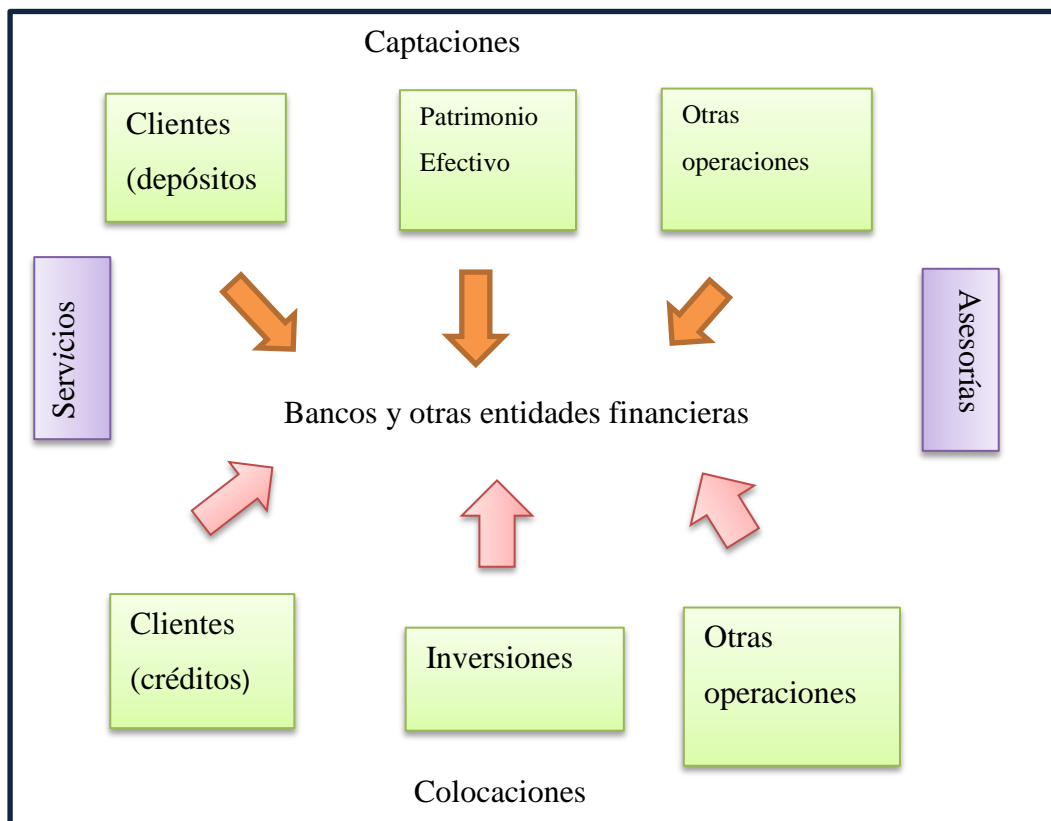 Captaciones
Clientes
(depósitos
Patrimonio
Efectivo
Otras
operaciones
Servicios
Asesorías
Bancos y otras entidades financieras
Clientes
(créditos)
Inversiones
Otras
operaciones
Colocaciones